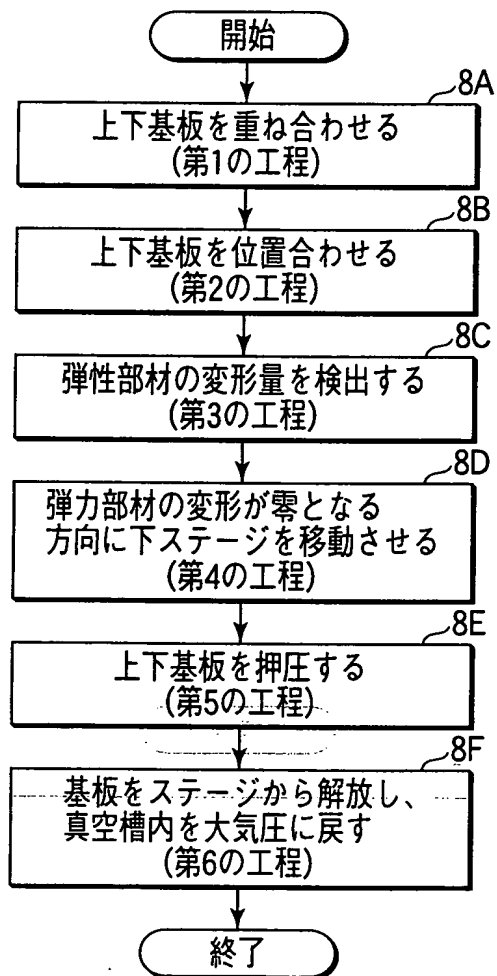 開始
8A
上下基板を重ね合わせる
(第1の工程)
8B
上下基板を位置合わせる
(第2の工程)
8C
弾性部材の変形量を検出する
(第3の工程)
8D
弾力部材の変形が零となる
方向に下ステージを移動させる
(第4の工程)
8E
上下基板を押圧する
(第5の工程)
8F
基板をステージから解放し、
真空槽内を大気圧に戻す
(第6の工程)
終了